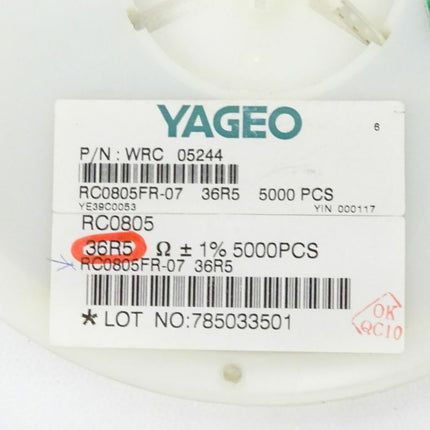 YAGEO
6
P/N : WRC 05244
RC0805FR-07 36R5 5000 PCS
YE39C0053 YIN 000117
RC0805
36R5 Ω ± 1% 5000PCS
RC0805FR-07 36R5
* LOT NO:785033501
OK
QC10